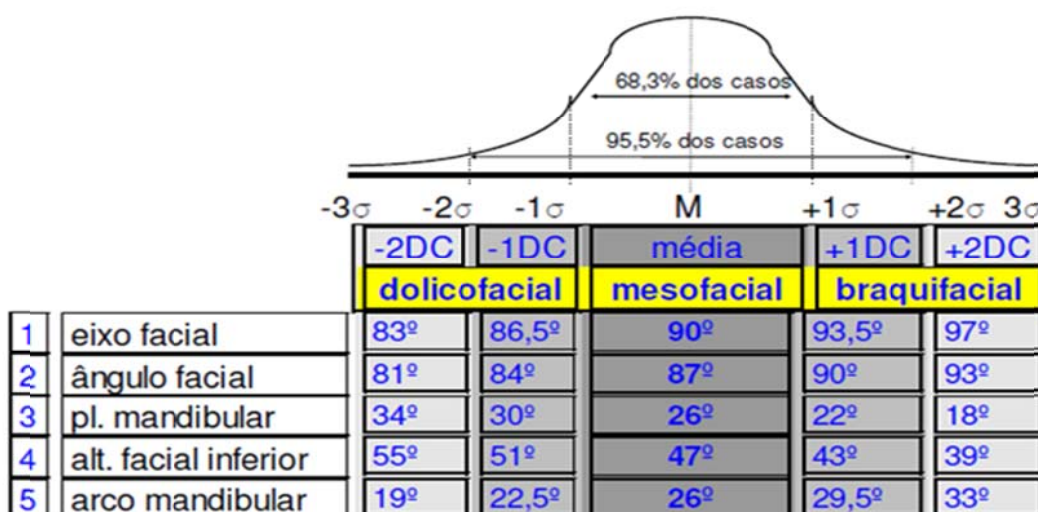 68,3% dos casos
95,5% dos casos
-3σ -2σ -1σ M +1σ +2σ 3σ
-2DC -1DC média +1DC +2DC
dolicofacial mesofacial braquifacial
1 eixo facial 83º 86,5º 90º 93,5º 97º
2 ângulo facial 81º 84º 87º 90º 93º
3 pl. mandibular 34º 30º 26º 22º 18º
4 alt. facial inferior 55º 51º 47º 43º 39º
5 arco mandibular 19º 22,5º 26º 29,5º 33º